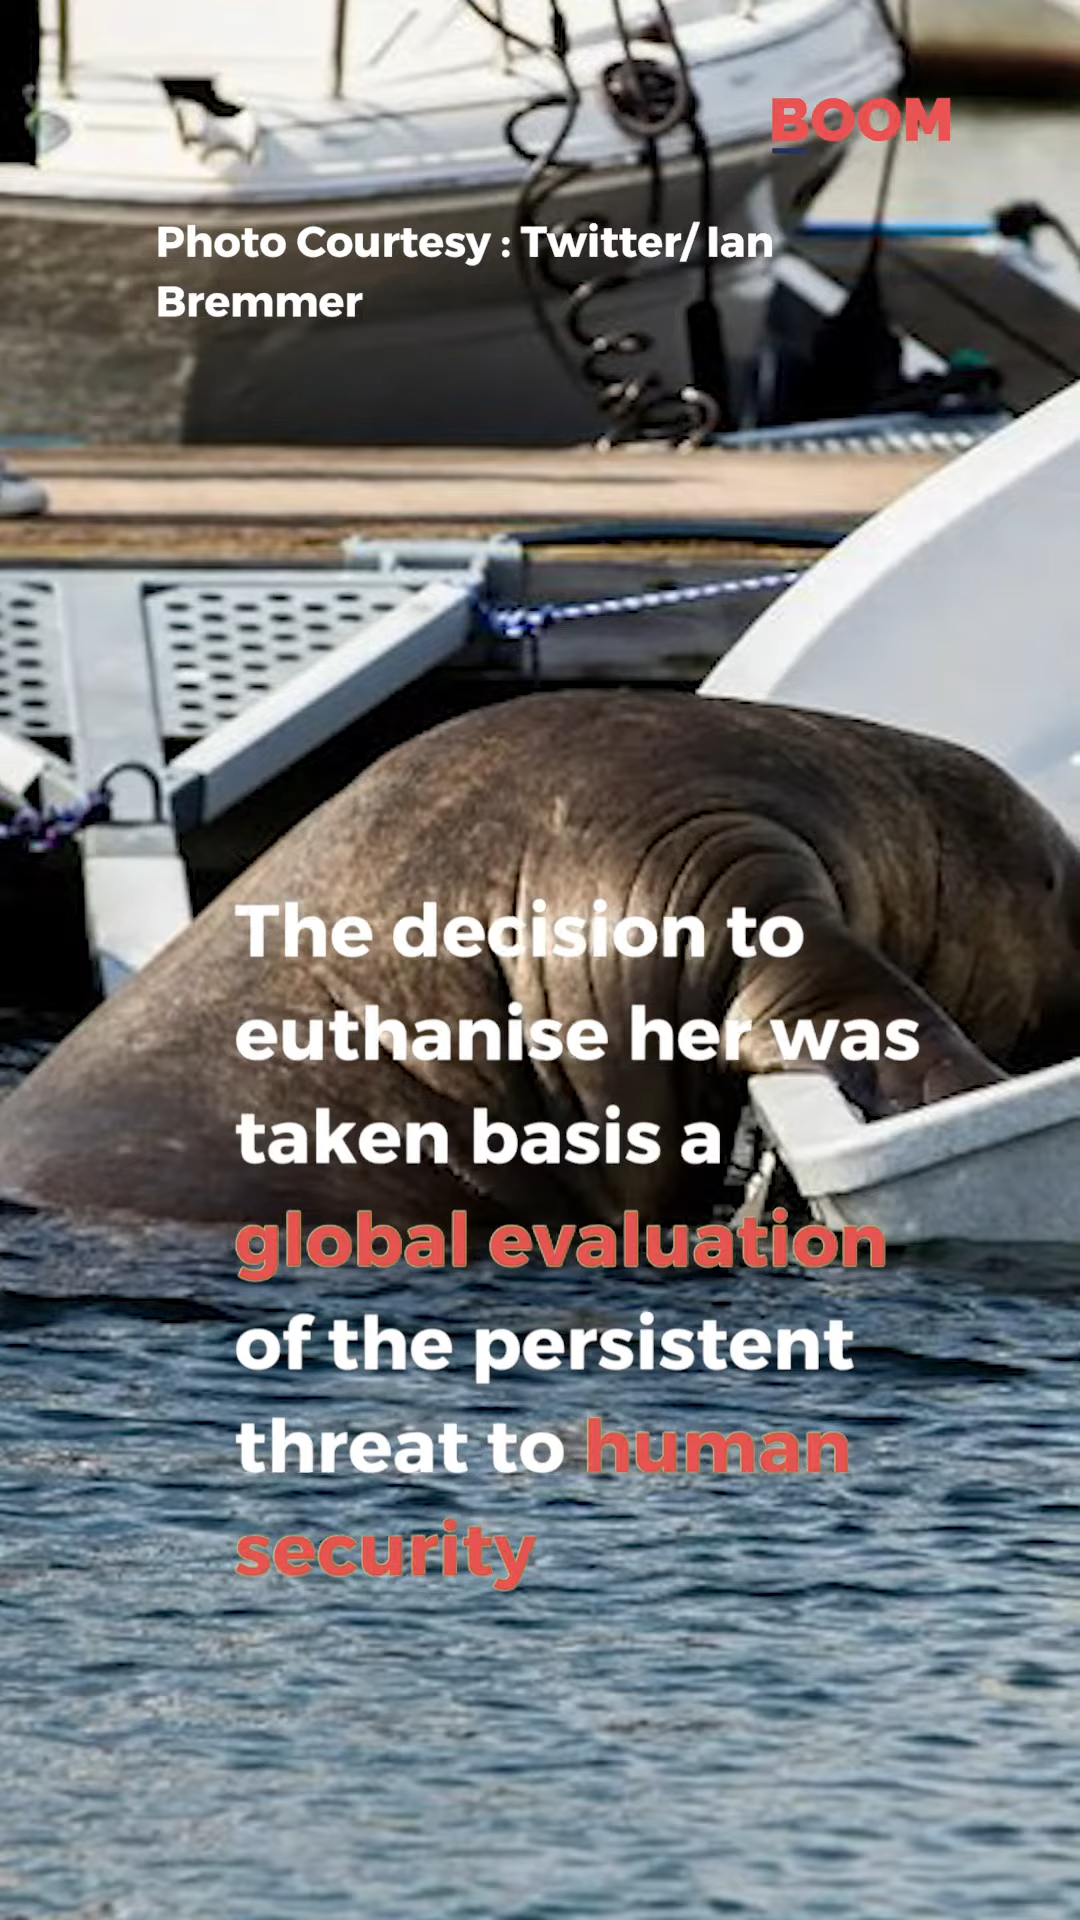 BOOM
Photo Courtesy : Twitter/ Ian
Bremmer
The decision to
euthanise her was
taken basis a
global evaluation
of the persistent
threat to human
security